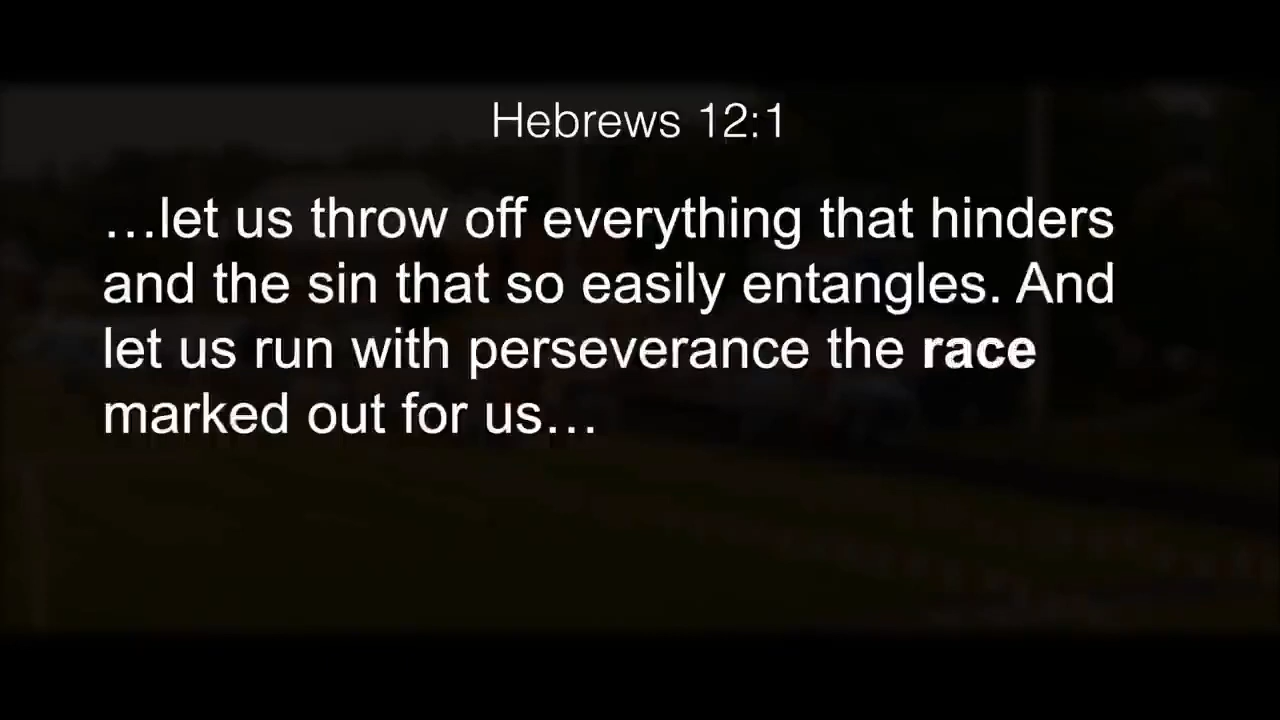 Hebrews 12:1
…let us throw off everything that hinders
and the sin that so easily entangles. And
let us run with perseverance the race
marked out for us…